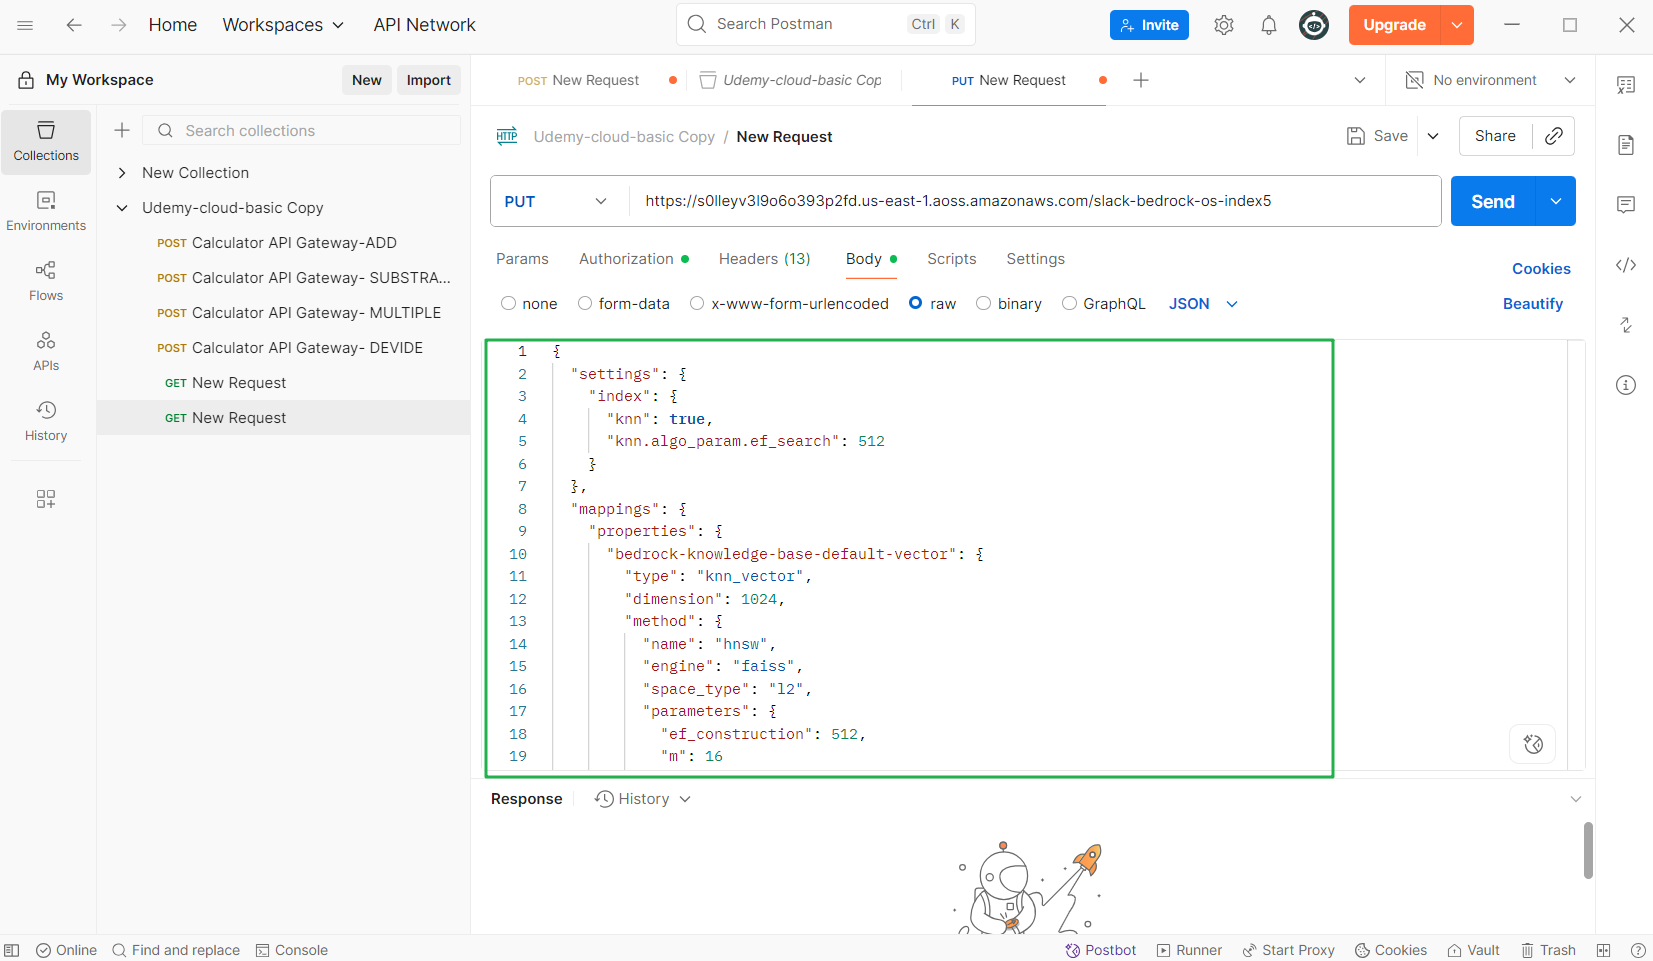 Home
Workspaces
API Network
Search Postman
Ctrl K
Invite
Upgrade
My Workspace
New
Import
POST New Request
Udemy-cloud-basic Cop
PUT New Request
No environment
Collections
Environments
Flows
APIs
History
Search collections
New Collection
Udemy-cloud-basic Copy
POST Calculator API Gateway-ADD
POST Calculator API Gateway- SUBSTRA...
POST Calculator API Gateway- MULTIPLE
POST Calculator API Gateway- DEVIDE
GET New Request
GET New Request
HTTP Udemy-cloud-basic Copy / New Request
Save
Share
PUT
https://s0lleyv3l9o6o393p2fd.us-east-1.aoss.amazonaws.com/slack-bedrock-os-index5
Send
Params Authorization Headers (13) Body Scripts Settings
Cookies
none form-data x-www-form-urlencoded raw binary GraphQL JSON
Beautify
1 {
2 "settings": {
3 "index": {
4 "knn": true,
5 "knn.algo_param.ef_search": 512
6 }
7 },
8 "mappings": {
9 "properties": {
10 "bedrock-knowledge-base-default-vector": {
11 "type": "knn_vector",
12 "dimension": 1024,
13 "method": {
14 "name": "hnsw",
15 "engine": "faiss",
16 "space_type": "l2",
17 "parameters": {
18 "ef_construction": 512,
19 "m": 16
Response
History
Online
Find and replace
Console
Postbot
Runner
Start Proxy
Cookies
Vault
Trash